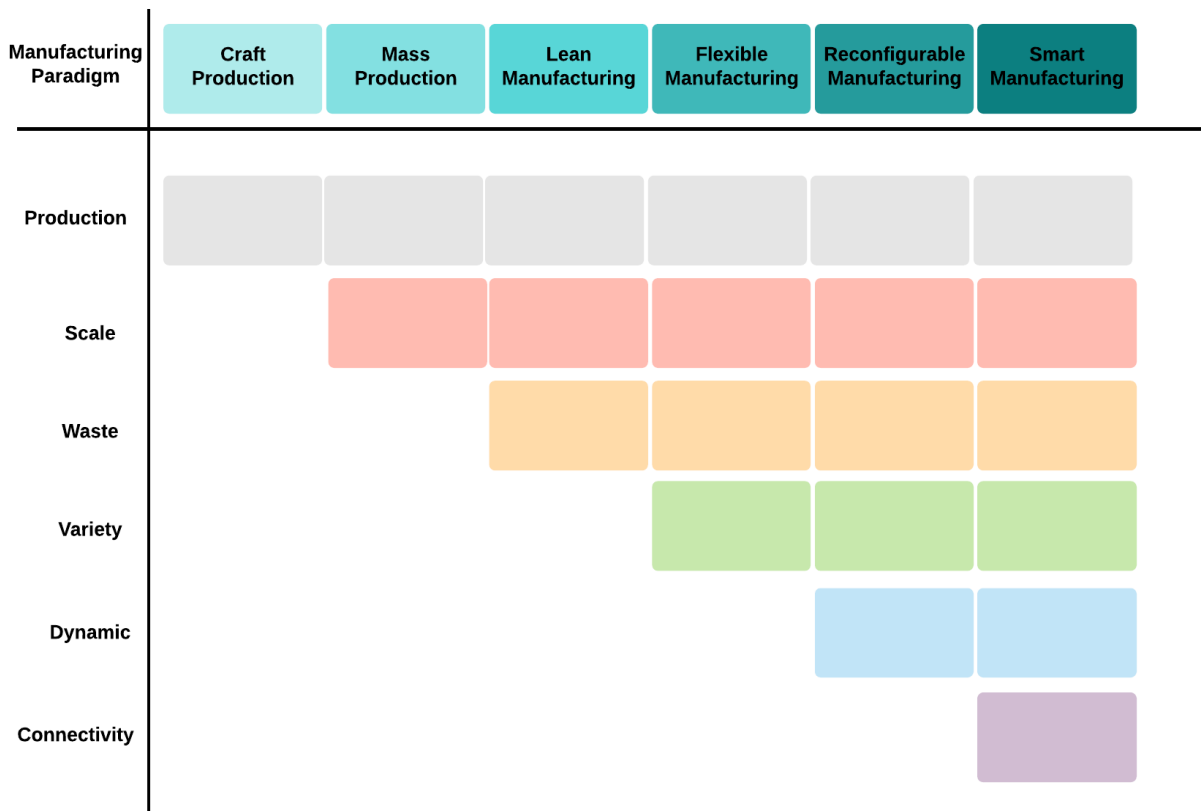 Manufacturing
Paradigm
Craft
Production
Mass
Production
Lean
Manufacturing
Flexible
Manufacturing
Reconfigurable
Manufacturing
Smart
Manufacturing
Production
Scale
Waste
Variety
Dynamic
Connectivity